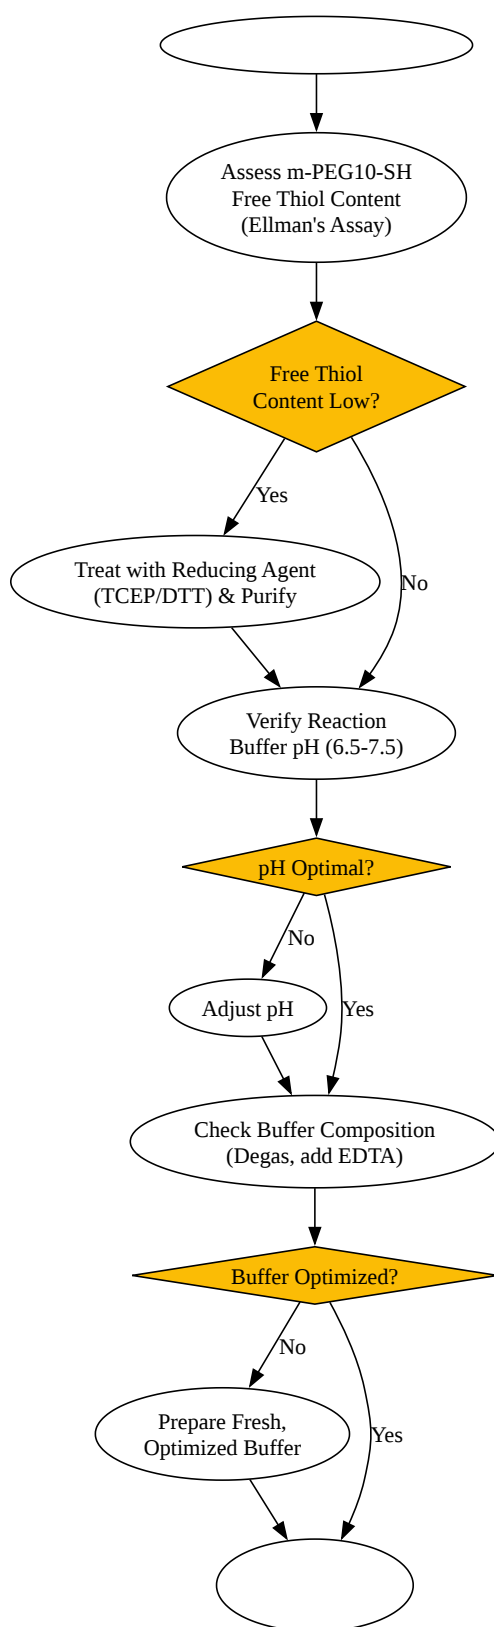 Assess m-PEG10-SH
Free Thiol Content
(Ellman's Assay)
Free Thiol
Content Low?
Yes
Treat with Reducing Agent
(TCEP/DTT) & Purify
No
Verify Reaction
Buffer pH (6.5-7.5)
pH Optimal?
No
Adjust pH
Yes
Check Buffer Composition
(Degas, add EDTA)
Buffer Optimized?
No
Prepare Fresh,
Optimized Buffer
Yes